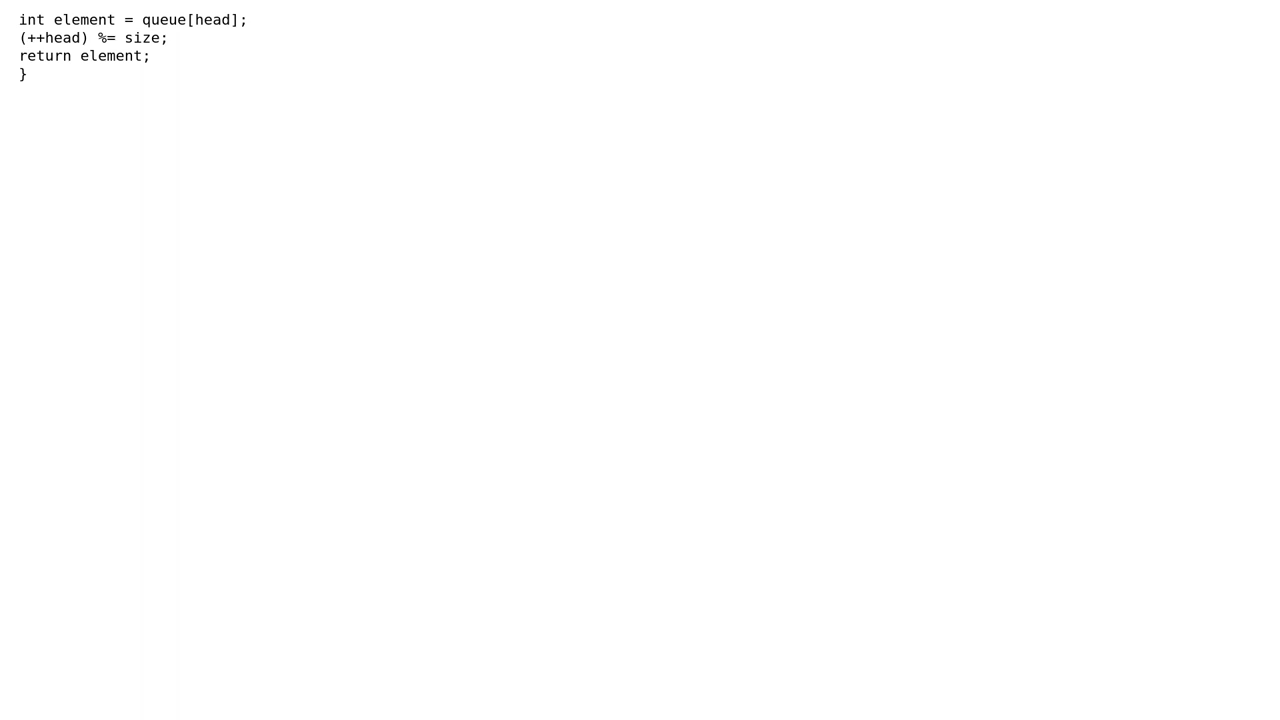 int element = queue[head];
(++head) %= size;
return element;
}